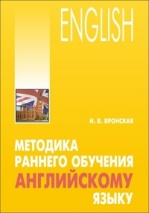 ENGLISH
И. В. ВРОНСКАЯ
МЕТОДИКА
РАННЕГО ОБУЧЕНИЯ
АНГЛИЙСКОМУ
ЯЗЫКУ